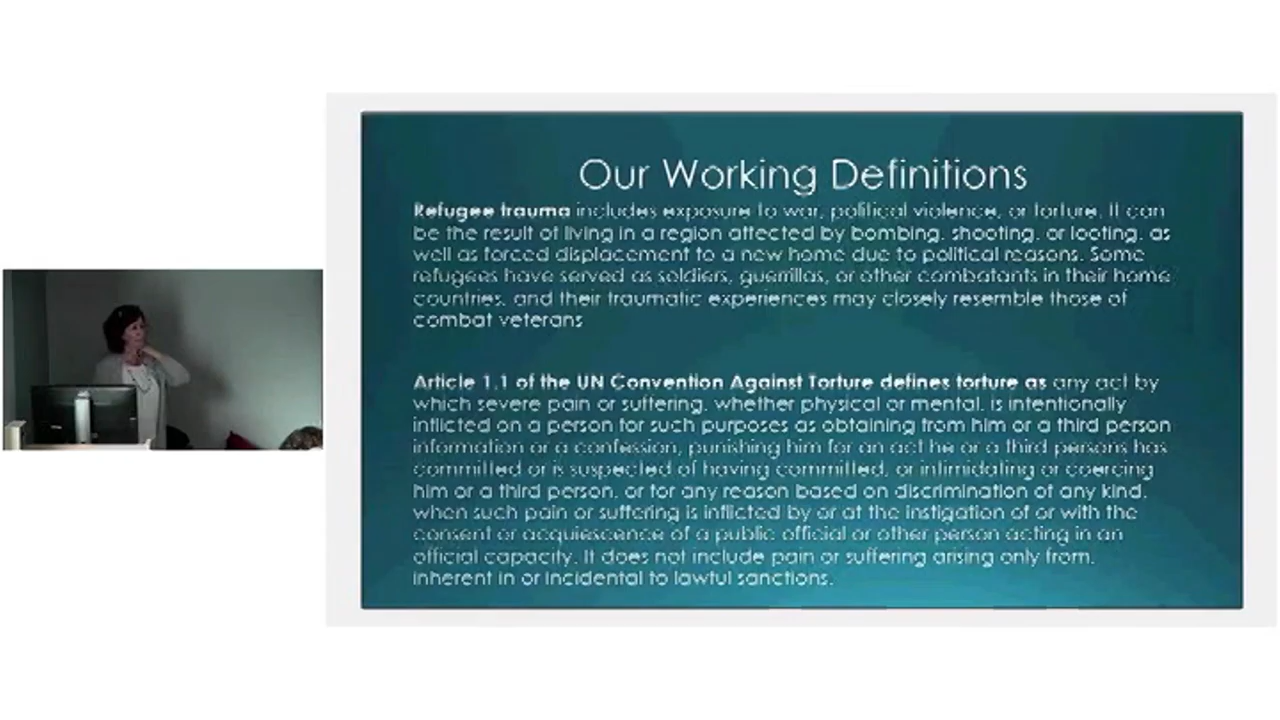 Our Working Definitions
Refugee trauma includes exposure to war, political violence, or torture. It can
be the result of living in a region affected by bombing, shooting, or looting, as
well as forced displacement to a new home due to political reasons. Some
refugees have served as soldiers, guerrillas, or other combatants in their home
countries, and their traumatic experiences may closely resemble those of
combat veterans
Article 1.1 of the UN Convention Against Torture defines torture as any act by
which severe pain or suffering, whether physical or mental, is intentionally
inflicted on a person for such purposes as obtaining from him or a third person
information or a confession, punishing him for an act he or a third persons has
committed or is suspected of having committed, or intimidating or coercing
him or a third person, or for any reason based on discrimination of any kind,
when such pain or suffering is inflicted by or at the instigation of or with the
consent or acquiescence of a public official or other person acting in an
official capacity. It does not include pain or suffering arising only from,
inherent in or incidental to lawful sanctions.